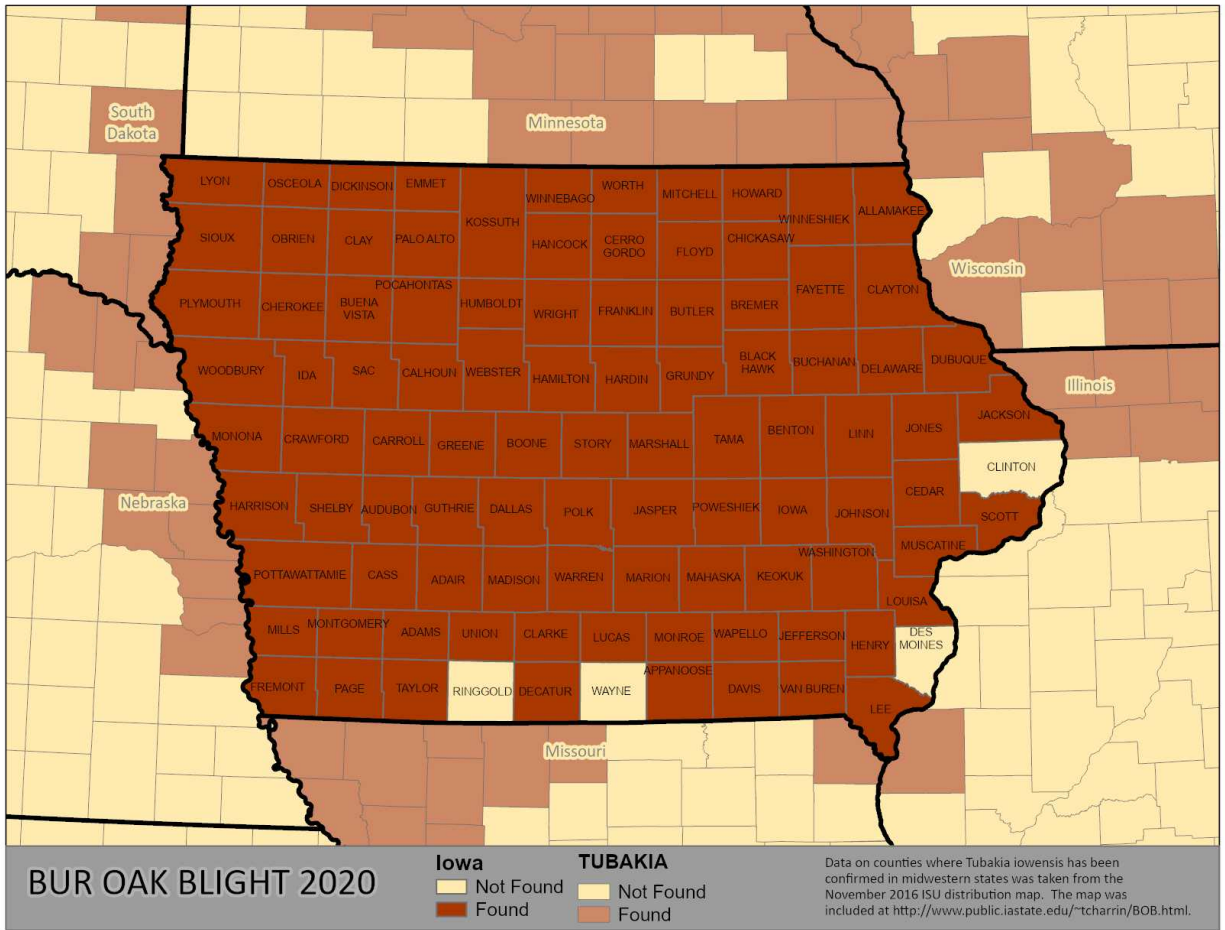 South
Dakota
Minnesota
LYON
OSCEOLA
DICKINSON
EMMET
KOSSUTH
WINNEBAGO
WORTH
MITCHELL
HOWARD
WINNESHIEK
ALLAMAKEE
SIOUX
OBRIEN
CLAY
PALO ALTO
HANCOCK
CERRO
GORDO
FLOYD
CHICKASAW
Wisconsin
PLYMOUTH
CHEROKEE
BUENA
VISTA
POCAHONTAS
HUMBOLDT
WRIGHT
FRANKLIN
BUTLER
BREMER
FAYETTE
CLAYTON
WOODBURY
IDA
SAC
CALHOUN
WEBSTER
HAMILTON
HARDIN
GRUNDY
BLACK
HAWK
BUCHANAN
DELAWARE
DUBUQUE
Illinois
MONONA
CRAWFORD
CARROLL
GREENE
BOONE
STORY
MARSHALL
TAMA
BENTON
LINN
JONES
JACKSON
CLINTON
Nebraska
HARRISON
SHELBY
AUDUBON
GUTHRIE
DALLAS
POLK
JASPER
POWESHIEK
IOWA
JOHNSON
CEDAR
SCOTT
MUSCATINE
POTTAWATTAMIE
CASS
ADAIR
MADISON
WARREN
MARION
MAHASKA
KEOKUK
WASHINGTON
LOUISA
MILLS
MONTGOMERY
ADAMS
UNION
CLARKE
LUCAS
MONROE
WAPELLO
JEFFERSON
HENRY
DES
MOINES
FREMONT
PAGE
TAYLOR
RINGGOLD
DECATUR
WAYNE
APPANOOSE
DAVIS
VAN BUREN
LEE
Missouri
BUR OAK BLIGHT 2020
Iowa
Not Found
Found
TUBAKIA
Not Found
Found
Data on counties where Tubakia iowensis has been
confirmed in midwestern states was taken from the
November 2016 ISU distribution map. The map was
included at http://www.public.iastate.edu/~tcharrin/BOB.html.